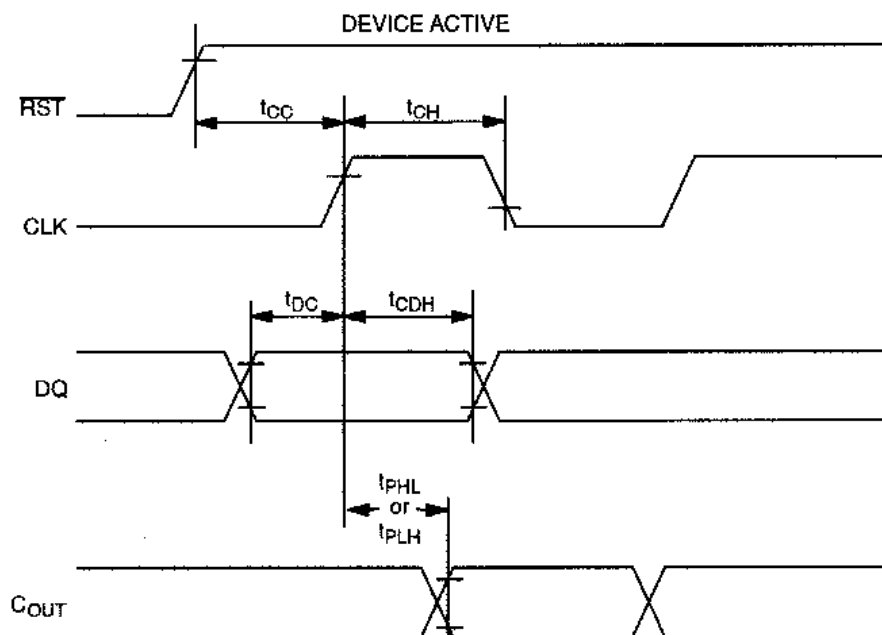 DEVICE ACTIVE
RST
tCC
tCH
CLK
tDC
tCDH
DQ
tPHL
or
tPLH
COUT